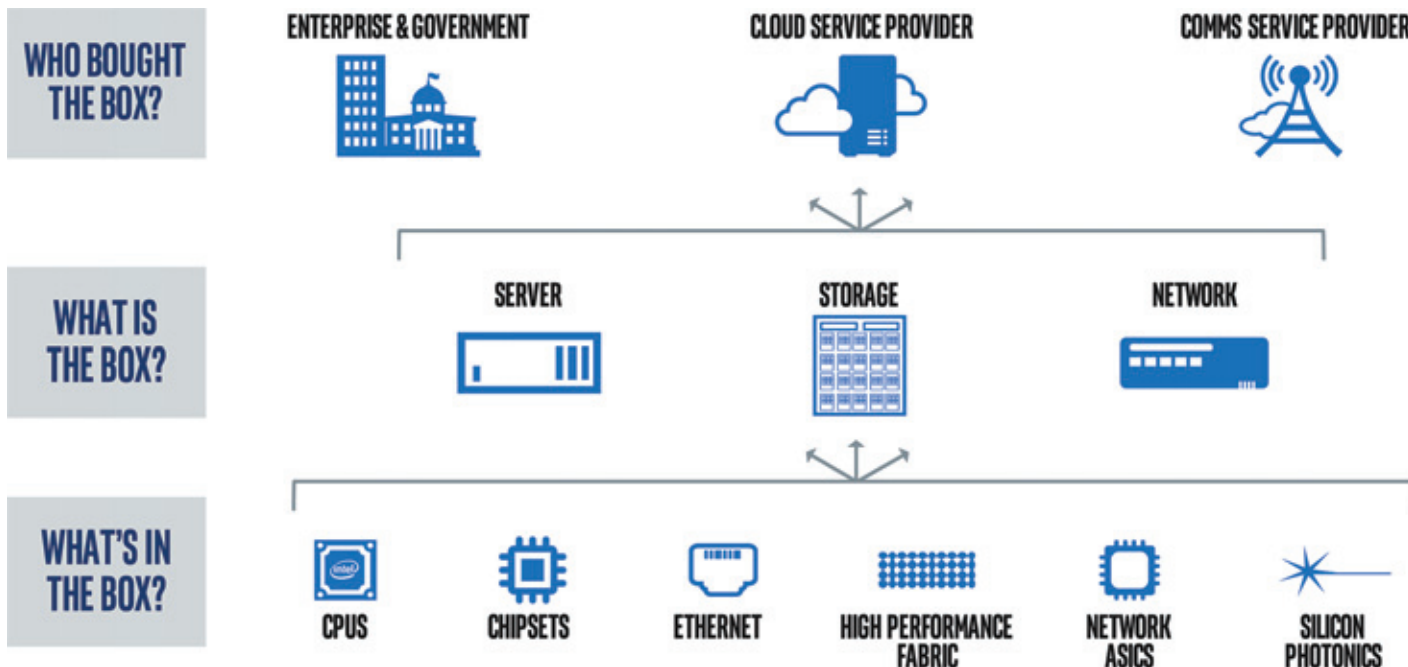 WHO BOUGHT
THE BOX?
ENTERPRISE & GOVERNMENT
CLOUD SERVICE PROVIDER
COMMS SERVICE PROVIDER
WHAT IS
THE BOX?
SERVER
STORAGE
NETWORK
WHAT'S IN
THE BOX?
intel
CPUS
CHIPSETS
ETHERNET
HIGH PERFORMANCE
FABRIC
NETWORK
ASICS
SILICON
PHOTONICS